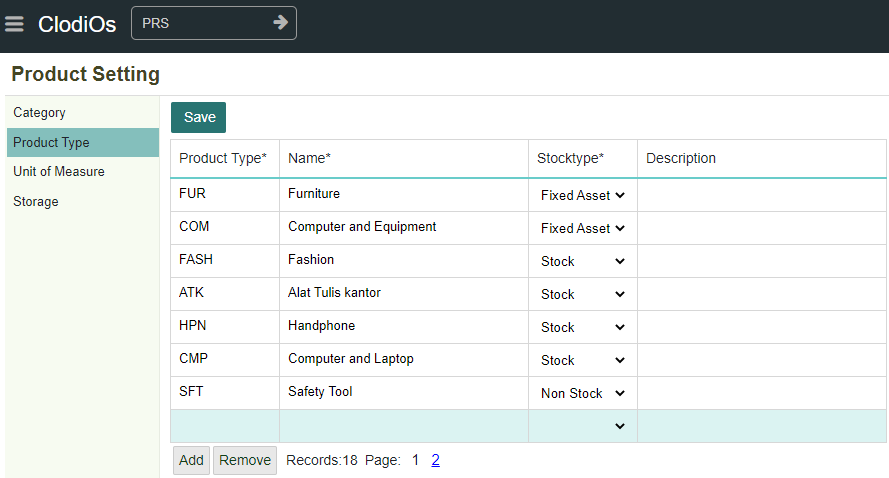 ClodiOs PRS
Product Setting
Category
Product Type
Unit of Measure
Storage
Save
Product Type* Name* Stocktype* Description
FUR Furniture Fixed Asset
COM Computer and Equipment Fixed Asset
FASH Fashion Stock
ATK Alat Tulis kantor Stock
HPN Handphone Stock
CMP Computer and Laptop Stock
SFT Safety Tool Non Stock
Add Remove Records:18 Page: 1 2